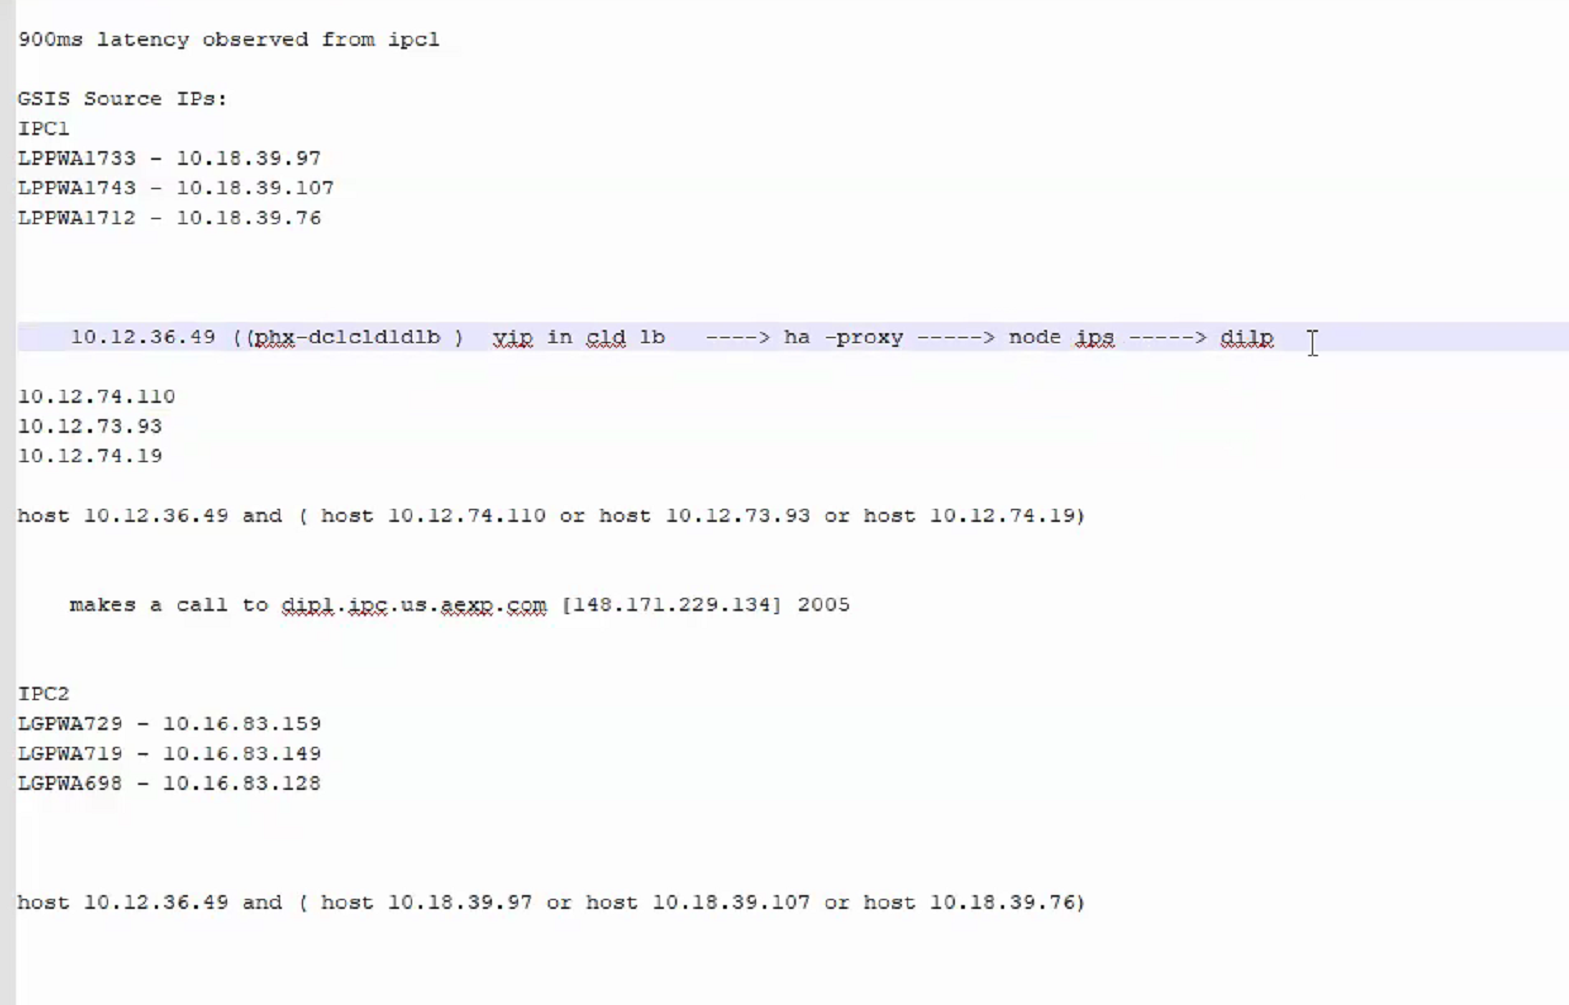 900ms latency observed from ipc1
GSIS Source IPs:
IPC1
LPPWA1733 - 10.18.39.97
LPPWA1743 - 10.18.39.107
LPPWA1712 - 10.18.39.76
10.12.36.49 ((phx-dc1cld1dlb ) vip in cld lb ----> ha -proxy -----> node ips -----> dilp
10.12.74.110
10.12.73.93
10.12.74.19
host 10.12.36.49 and ( host 10.12.74.110 or host 10.12.73.93 or host 10.12.74.19)
makes a call to dipl.ipc.us.aexp.com [148.171.229.134] 2005
IPC2
LGPWA729 - 10.16.83.159
LGPWA719 - 10.16.83.149
LGPWA698 - 10.16.83.128
host 10.12.36.49 and ( host 10.18.39.97 or host 10.18.39.107 or host 10.18.39.76)